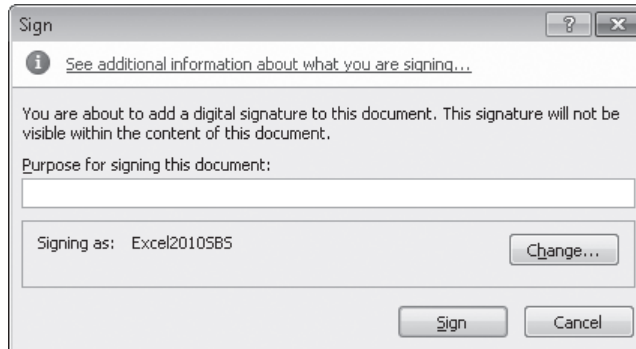 Sign
?
See additional information about what you are signing...
You are about to add a digital signature to this document. This signature will not be
visible within the content of this document.
Purpose for signing this document:
Signing as: Excel2010SBS
Change...
Sign
Cancel